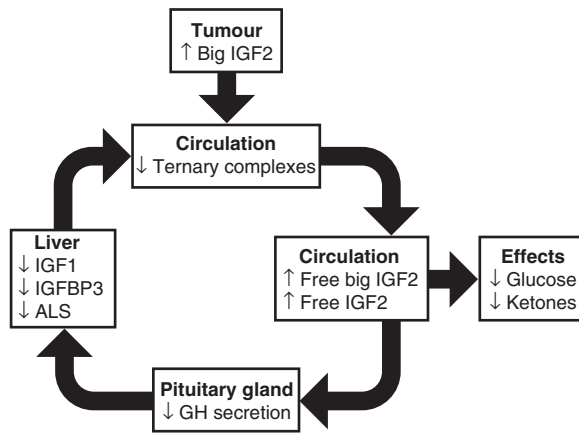 Tumour
↑ Big IGF2
Circulation
↓ Ternary complexes
Liver
↓ IGF1
↓ IGFBP3
↓ ALS
Circulation
↑ Free big IGF2
↑ Free IGF2
Effects
↓ Glucose
↓ Ketones
Pituitary gland
↓ GH secretion